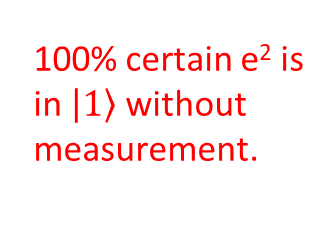 100% certain e² is
in |1⟩ without
measurement.